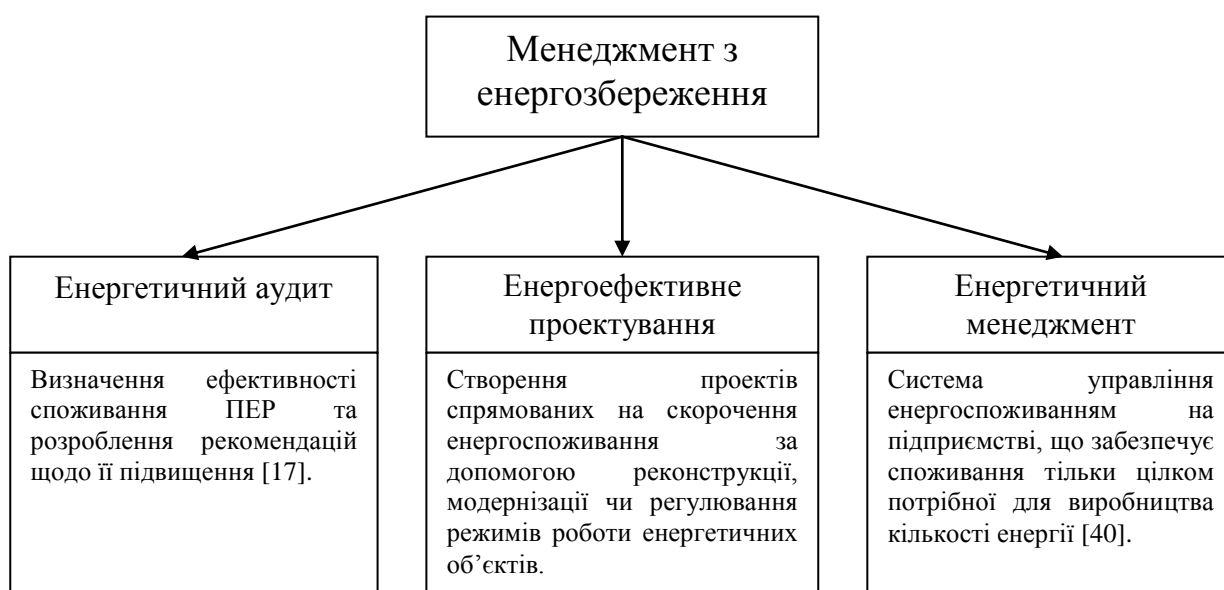 Менеджмент з
енергозбереження
Енергетичний аудит
Визначення ефективності
споживання ПЕР та
розроблення рекомендацій
щодо її підвищення [17].
Енергоефективне
проектування
Створення проектів
спрямованих на скорочення
енергоспоживання за
допомогою реконструкції,
модернізації чи регулювання
режимів роботи енергетичних
об’єктів.
Енергетичний
менеджмент
Система управління
енергоспоживанням на
підприємстві, що забезпечує
споживання тільки цілком
потрібної для виробництва
кількості енергії [40].